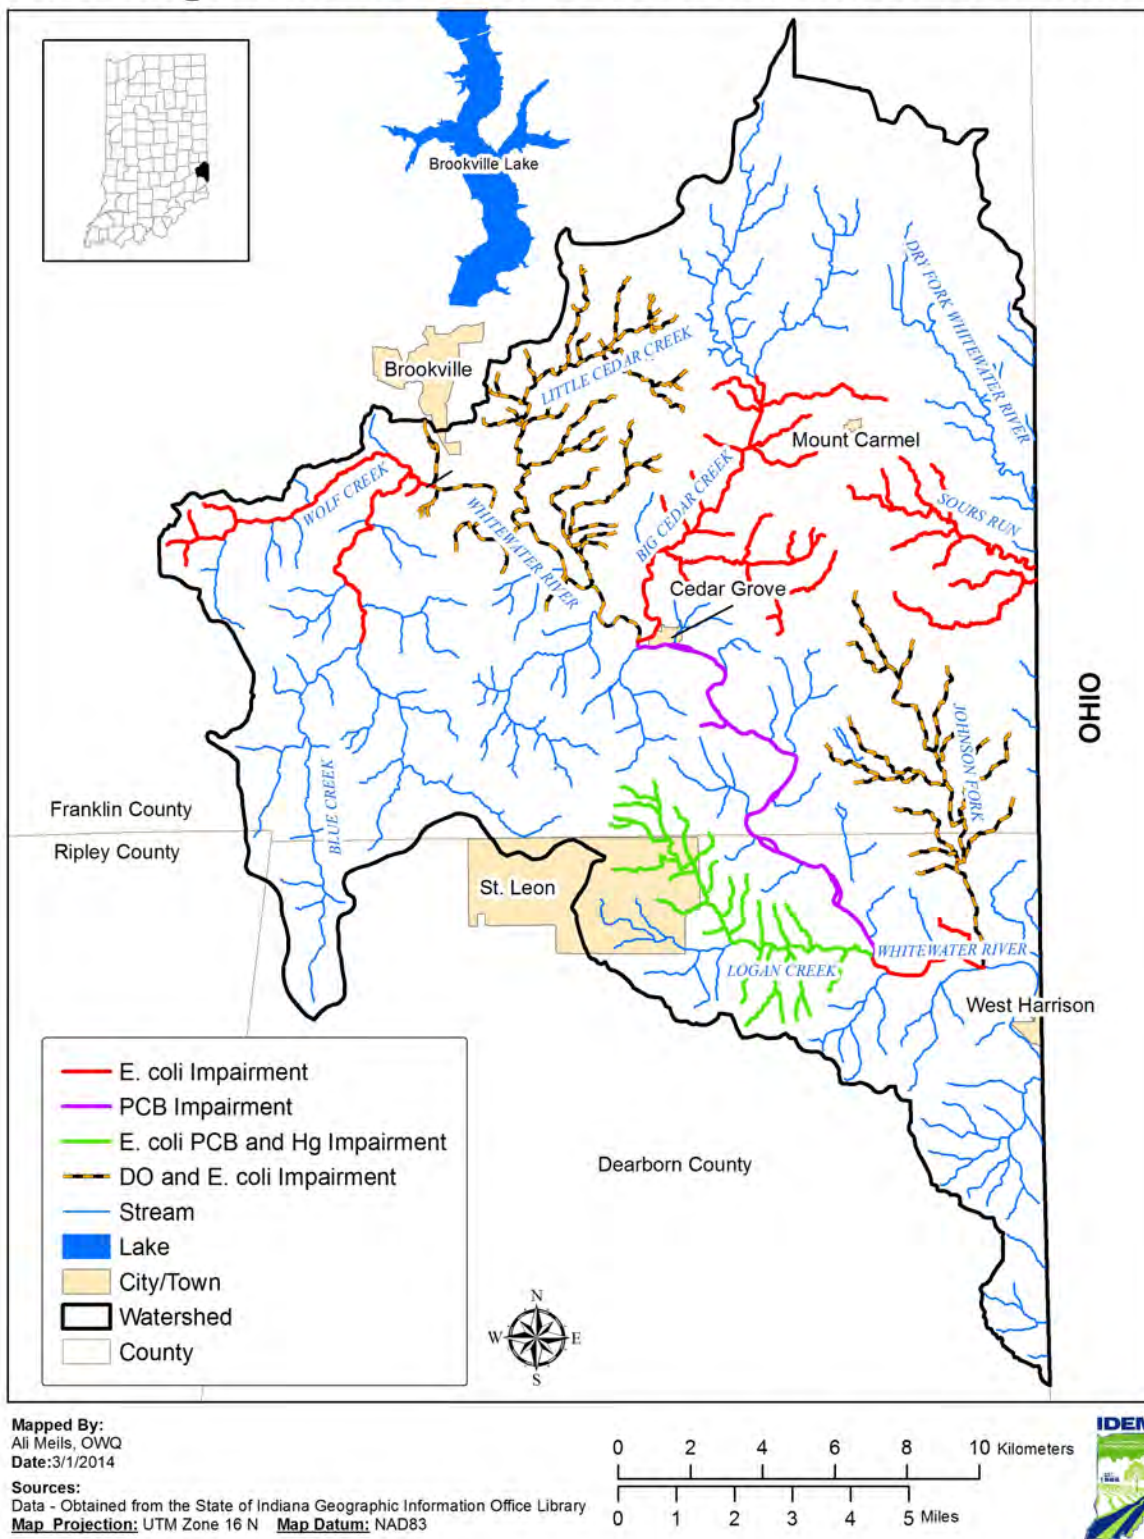 Brookville Lake
DRY FORK WHITEWATER RIVER
Brookville
LITTLE CEDAR CREEK
Mount Carmel
WOLF CREEK
BIG CEDAR CREEK
SOURS RUN
WHITEWATER RIVER
Cedar Grove
OHIO
JOHNSON FORK
BLUE CREEK
Franklin County
Ripley County
St. Leon
WHITEWATER RIVER
LOGAN CREEK
West Harrison
Dearborn County
E. coli Impairment
PCB Impairment
E. coli PCB and Hg Impairment
DO and E. coli Impairment
Stream
Lake
City/Town
Watershed
County
N
W E
S
Mapped By:
Ali Meils, OWQ
Date:3/1/2014
Sources:
Data - Obtained from the State of Indiana Geographic Information Office Library
Map Projection: UTM Zone 16 N Map Datum: NAD83
0 2 4 6 8 10 Kilometers
0 1 2 3 4 5 Miles
IDEM